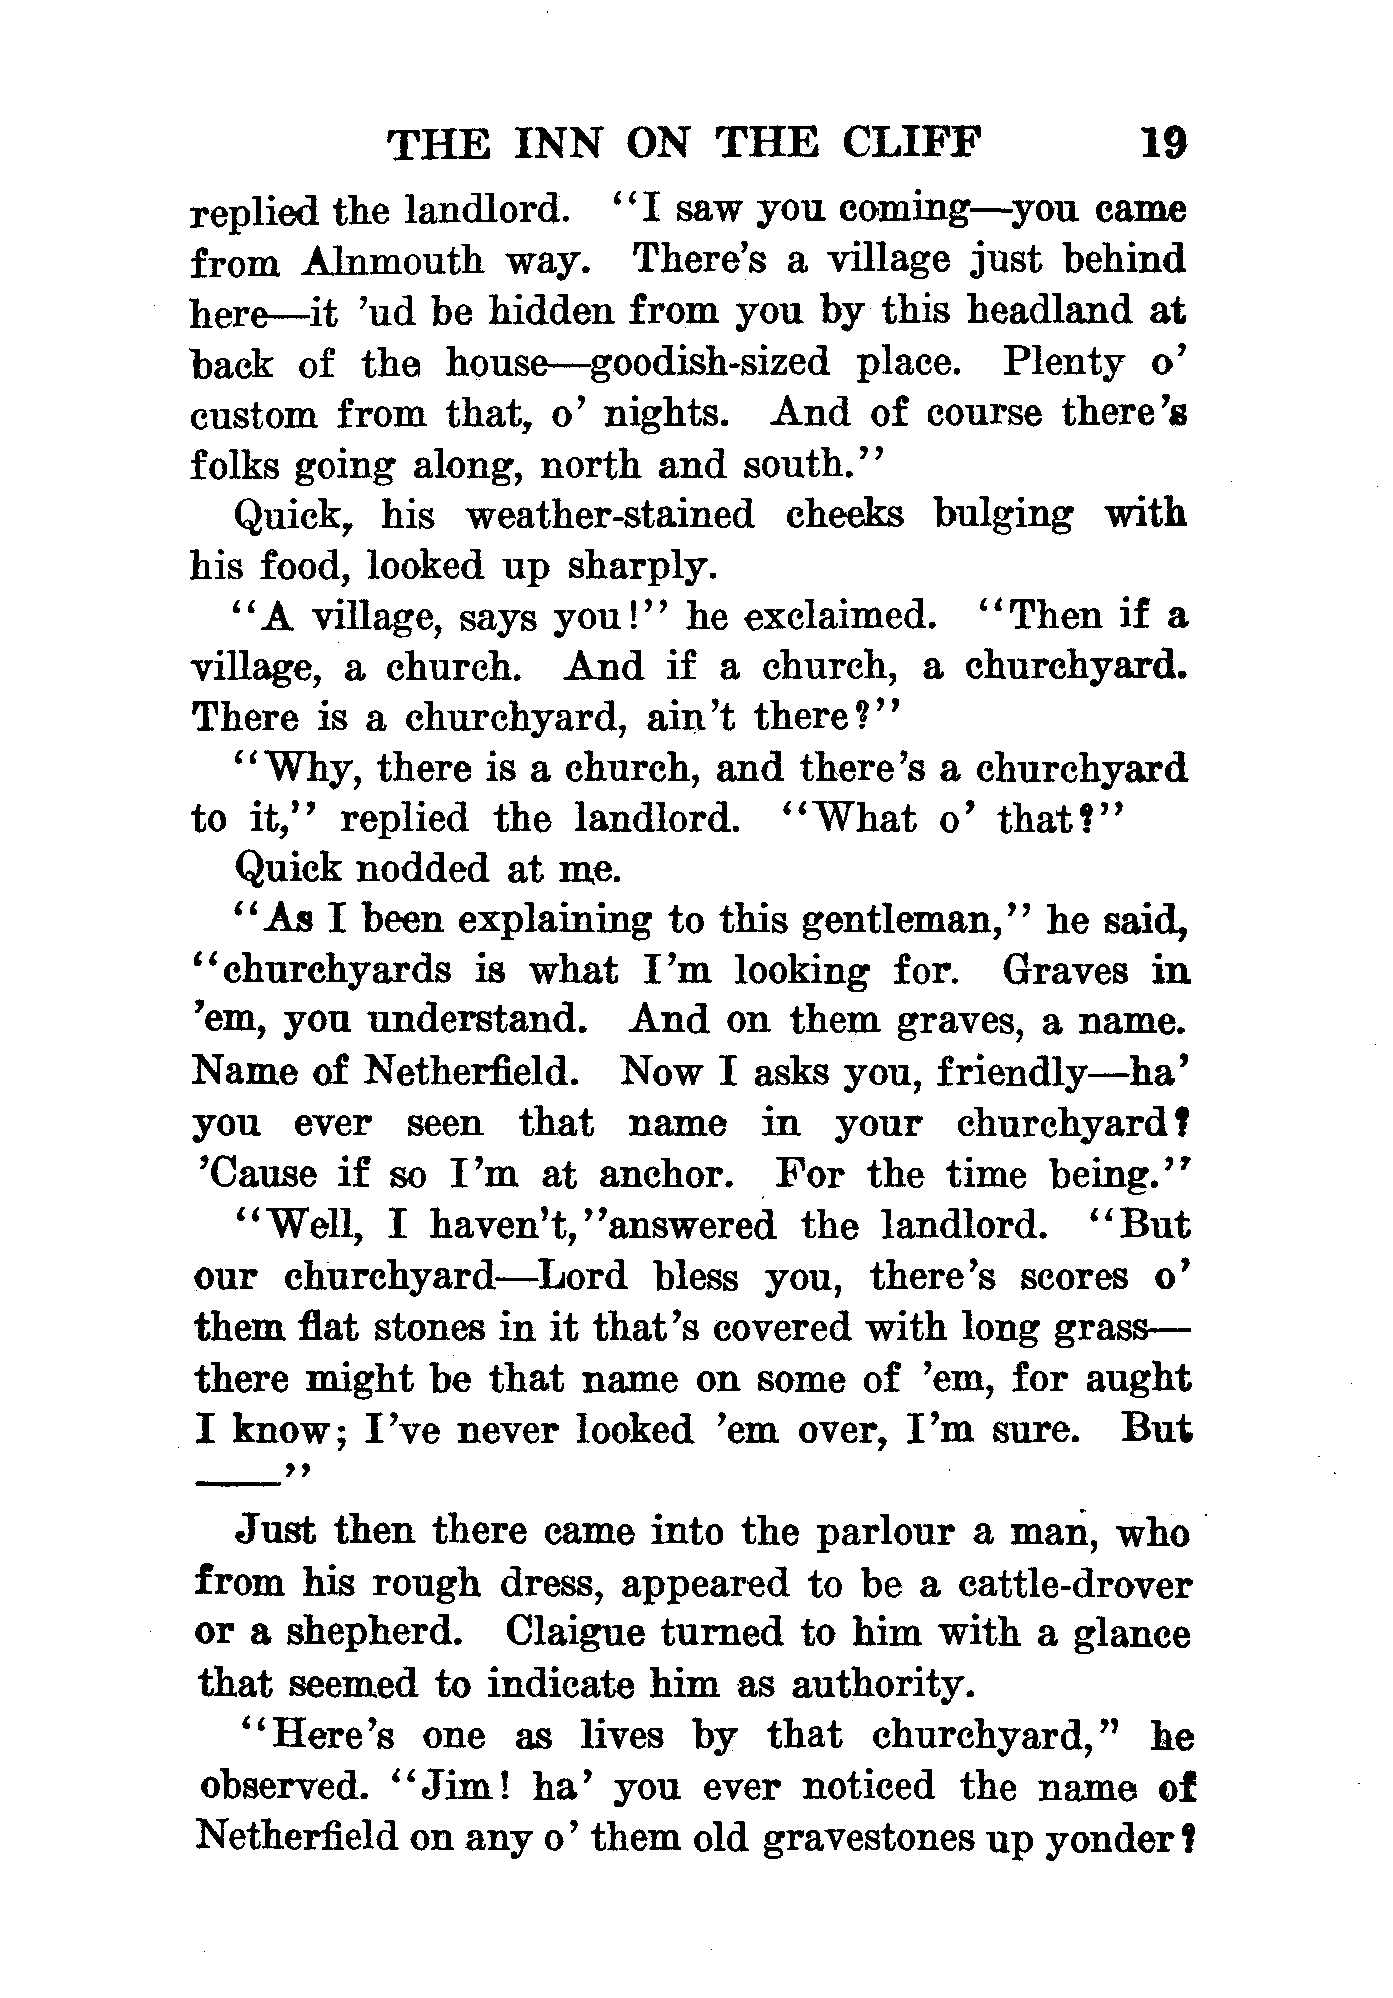 THE INN ON THE CLIFF 19
replied the landlord. "I saw you coming—you came
from Alnmouth way. There's a village just behind
here—it 'ud be hidden from you by this headland at
back of the house—goodish-sized place. Plenty o'
custom from that, o' nights. And of course there's
folks going along, north and south."
Quick, his weather-stained cheeks bulging with
his food, looked up sharply.
"A village, says you!" he exclaimed. "Then if a
village, a church. And if a church, a churchyard.
There is a churchyard, ain't there?"
"Why, there is a church, and there's a churchyard
to it," replied the landlord. "What o' that?"
Quick nodded at me.
"As I been explaining to this gentleman," he said,
"churchyards is what I'm looking for. Graves in
'em, you understand. And on them graves, a name.
Name of Netherfield. Now I asks you, friendly—ha'
you ever seen that name in your churchyard?
'Cause if so I'm at anchor. For the time being."
"Well, I haven't,"answered the landlord. "But
our churchyard—Lord bless you, there's scores o'
them flat stones in it that's covered with long grass—
there might be that name on some of 'em, for aught
I know; I've never looked 'em over, I'm sure. But
——"
Just then there came into the parlour a man, who
from his rough dress, appeared to be a cattle-drover
or a shepherd. Claigue turned to him with a glance
that seemed to indicate him as authority.
"Here's one as lives by that churchyard," he
observed. "Jim! ha' you ever noticed the name of
Netherfield on any o' them old gravestones up yonder?